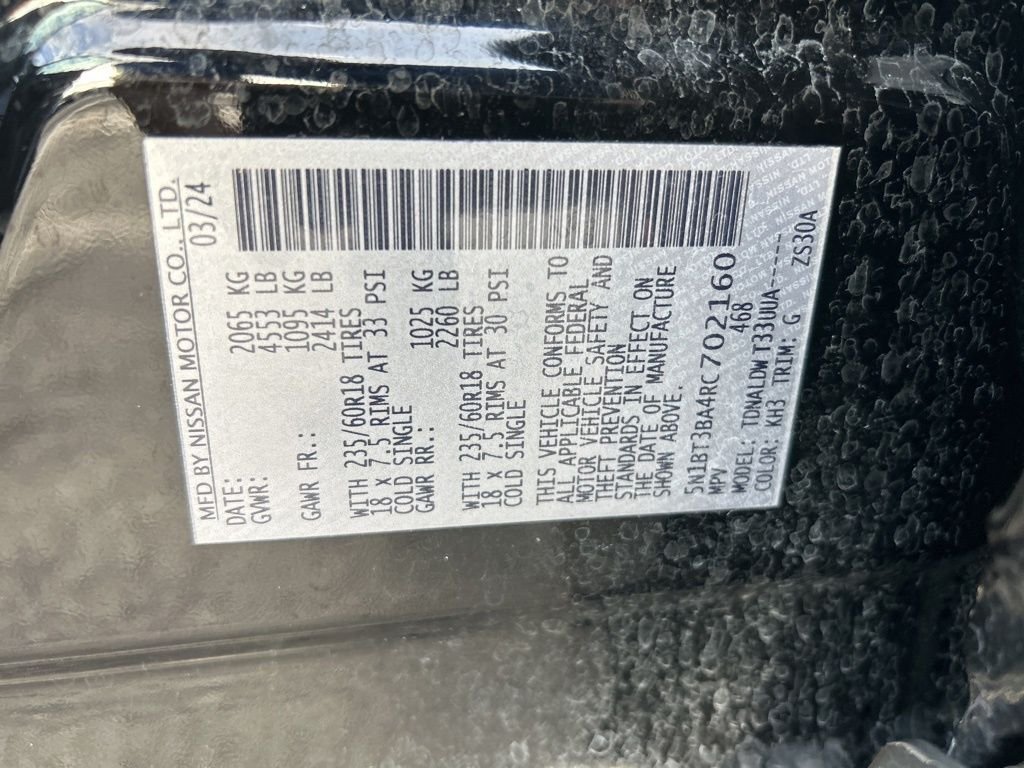 MFD BY NISSAN MOTOR CO., LTD.
DATE: 03/24
GVWR: 2065 KG
4553 LB
GAWR FR.: 1095 KG
2414 LB
WITH 235/60R18 TIRES
18 X 7.5 RIMS AT 33 PSI
COLD SINGLE
GAWR RR.: 1025 KG
2260 LB
WITH 235/60R18 TIRES
18 X 7.5 RIMS AT 30 PSI
COLD SINGLE
THIS VEHICLE CONFORMS TO
ALL APPLICABLE FEDERAL
MOTOR VEHICLE SAFETY AND
THEFT PREVENTION
STANDARDS IN EFFECT ON
THE DATE OF MANUFACTURE
SHOWN ABOVE.
5N1BT3BA4RC702160
MPV 468
MODEL: TDNALDWT33UUA-----
COLOR: KH3 TRIM: G ZS30A